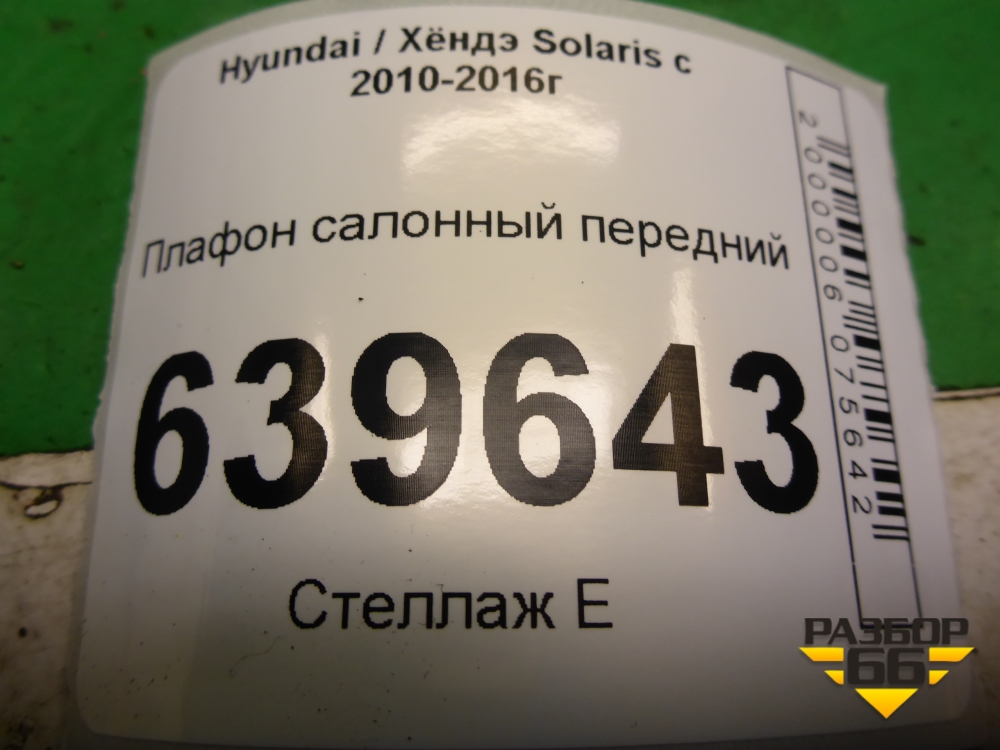 Hyundai / Хёндэ Solaris с
2010-2016г
Плафон салонный передний
639643
Стеллаж Е
2000006075642
РАЗБОР
66